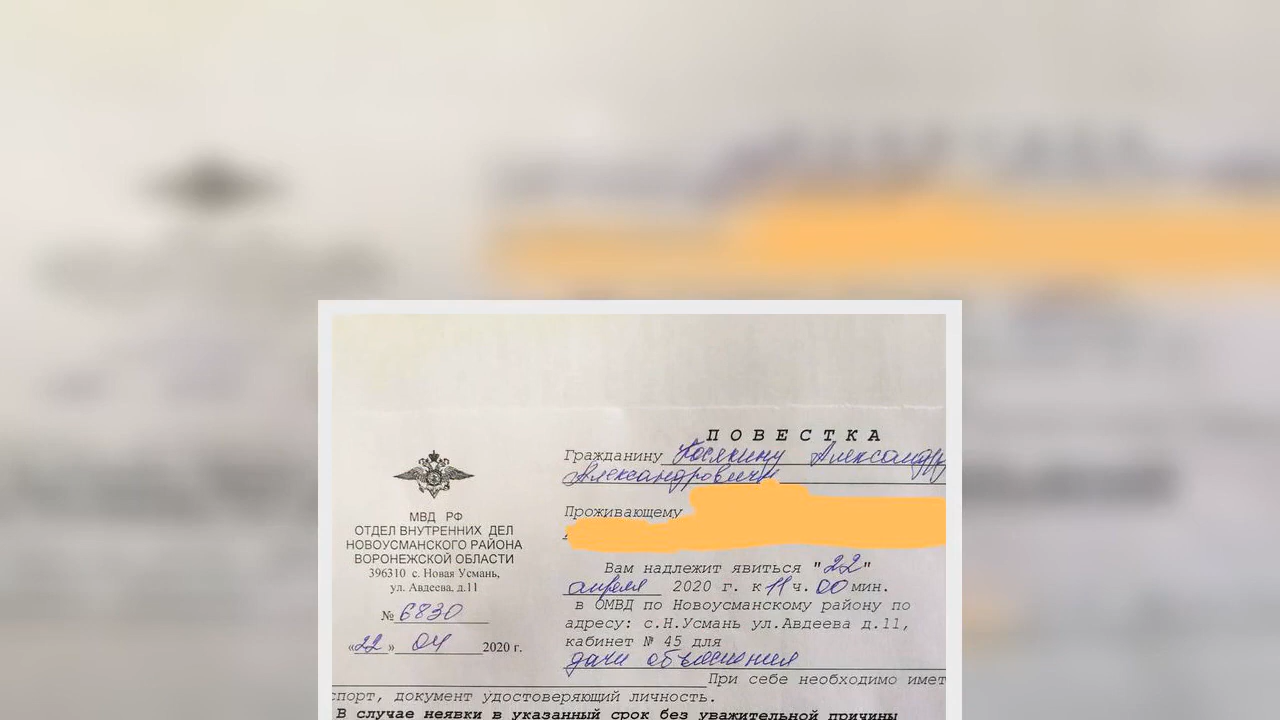 ПОВЕСТКА
Гражданину Косякину Александру
Александровичу
Проживающему
МВД РФ
ОТДЕЛ ВНУТРЕННИХ ДЕЛ
НОВОУСМАНСКОГО РАЙОНА
ВОРОНЕЖСКОЙ ОБЛАСТИ
396310 с. Новая Усмань,
ул. Авдеева, д.11
№ 6830
«22» 04 2020 г.
Вам надлежит явиться "22"
апреля 2020 г. к 11 ч. 00 мин.
в ОМВД по Новоусманскому району по
адресу: с.Н.Усмань ул.Авдеева д.11,
кабинет № 45 для
дачи объяснения
При себе необходимо имет
спорт, документ удостоверяющий личность.
В случае неявки в указанный срок без уважительной причины